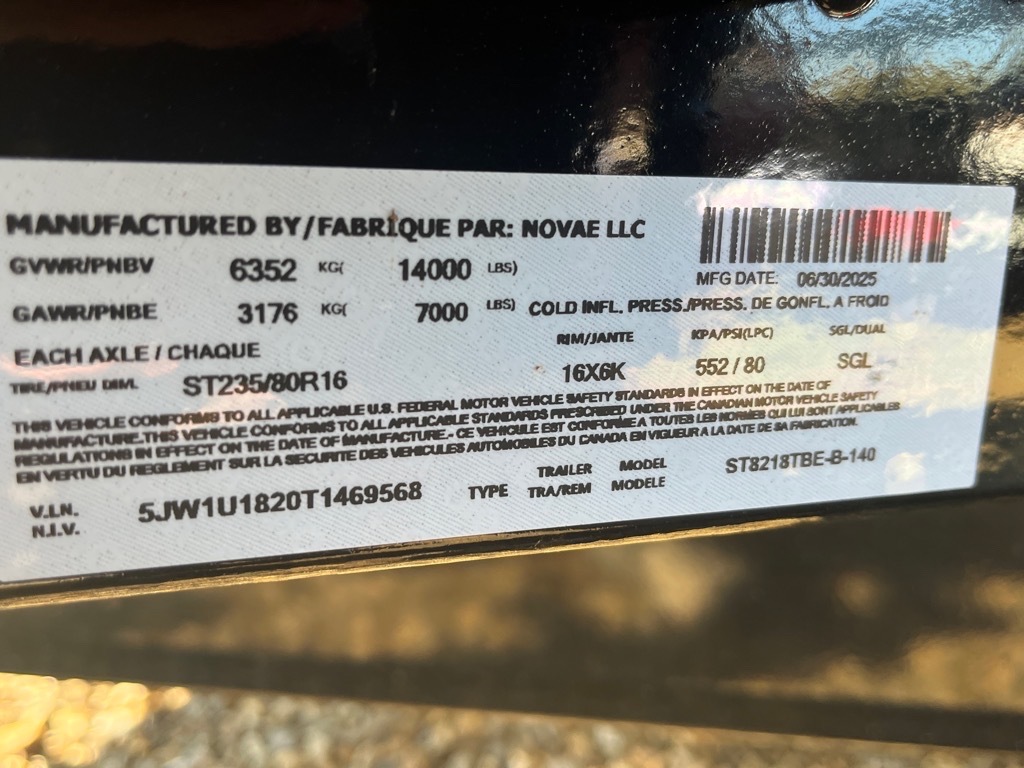 MANUFACTURED BY/FABRIQUE PAR: NOVAE LLC
MFG DATE: 06/30/2025
GVWR/PNBV 6352 KG( 14000 LBS)
GAWR/PNBE 3176 KG( 7000 LBS) COLD INFL. PRESS./PRESS. DE GONFL. A FROID
EACH AXLE / CHAQUE RIM/JANTE KPA/PSI(LPC) SGL/DUAL
TIRE/PNEU DIM. ST235/80R16 16X6K 552 / 80 SGL
THIS VEHICLE CONFORMS TO ALL APPLICABLE U.S. FEDERAL MOTOR VEHICLE SAFETY STANDARDS IN EFFECT ON THE DATE OF
MANUFACTURE.THIS VEHICLE CONFORMS TO ALL APPLICABLE STANDARDS PRESCRIBED UNDER THE CANADIAN MOTOR VEHICLE SAFETY
REGULATIONS IN EFFECT ON THE DATE OF MANUFACTURE.- CE VEHICULE EST CONFORME A TOUTES LES NORMES QUI LUI SONT APPLICABLES
EN VERTU DU REGLEMENT SUR LA SECURITE DES VEHICULES AUTOMOBILES DU CANADA EN VIGUEUR A LA DATE DE SA FABRICATION.
V.I.N. 5JW1U1820T1469568 TYPE TRAILER MODEL ST8218TBE-B-140
N.I.V. TRA/REM MODELE